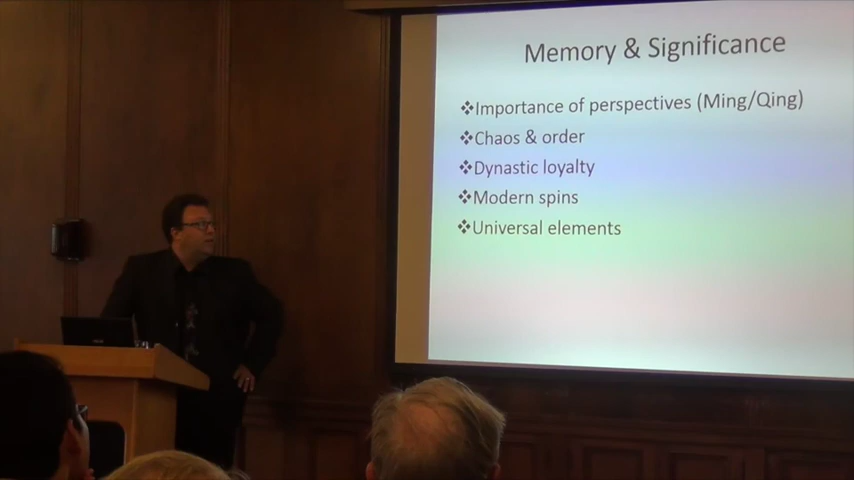 Memory & Significance
❖Importance of perspectives (Ming/Qing)
❖Chaos & order
❖Dynastic loyalty
❖Modern spins
❖Universal elements